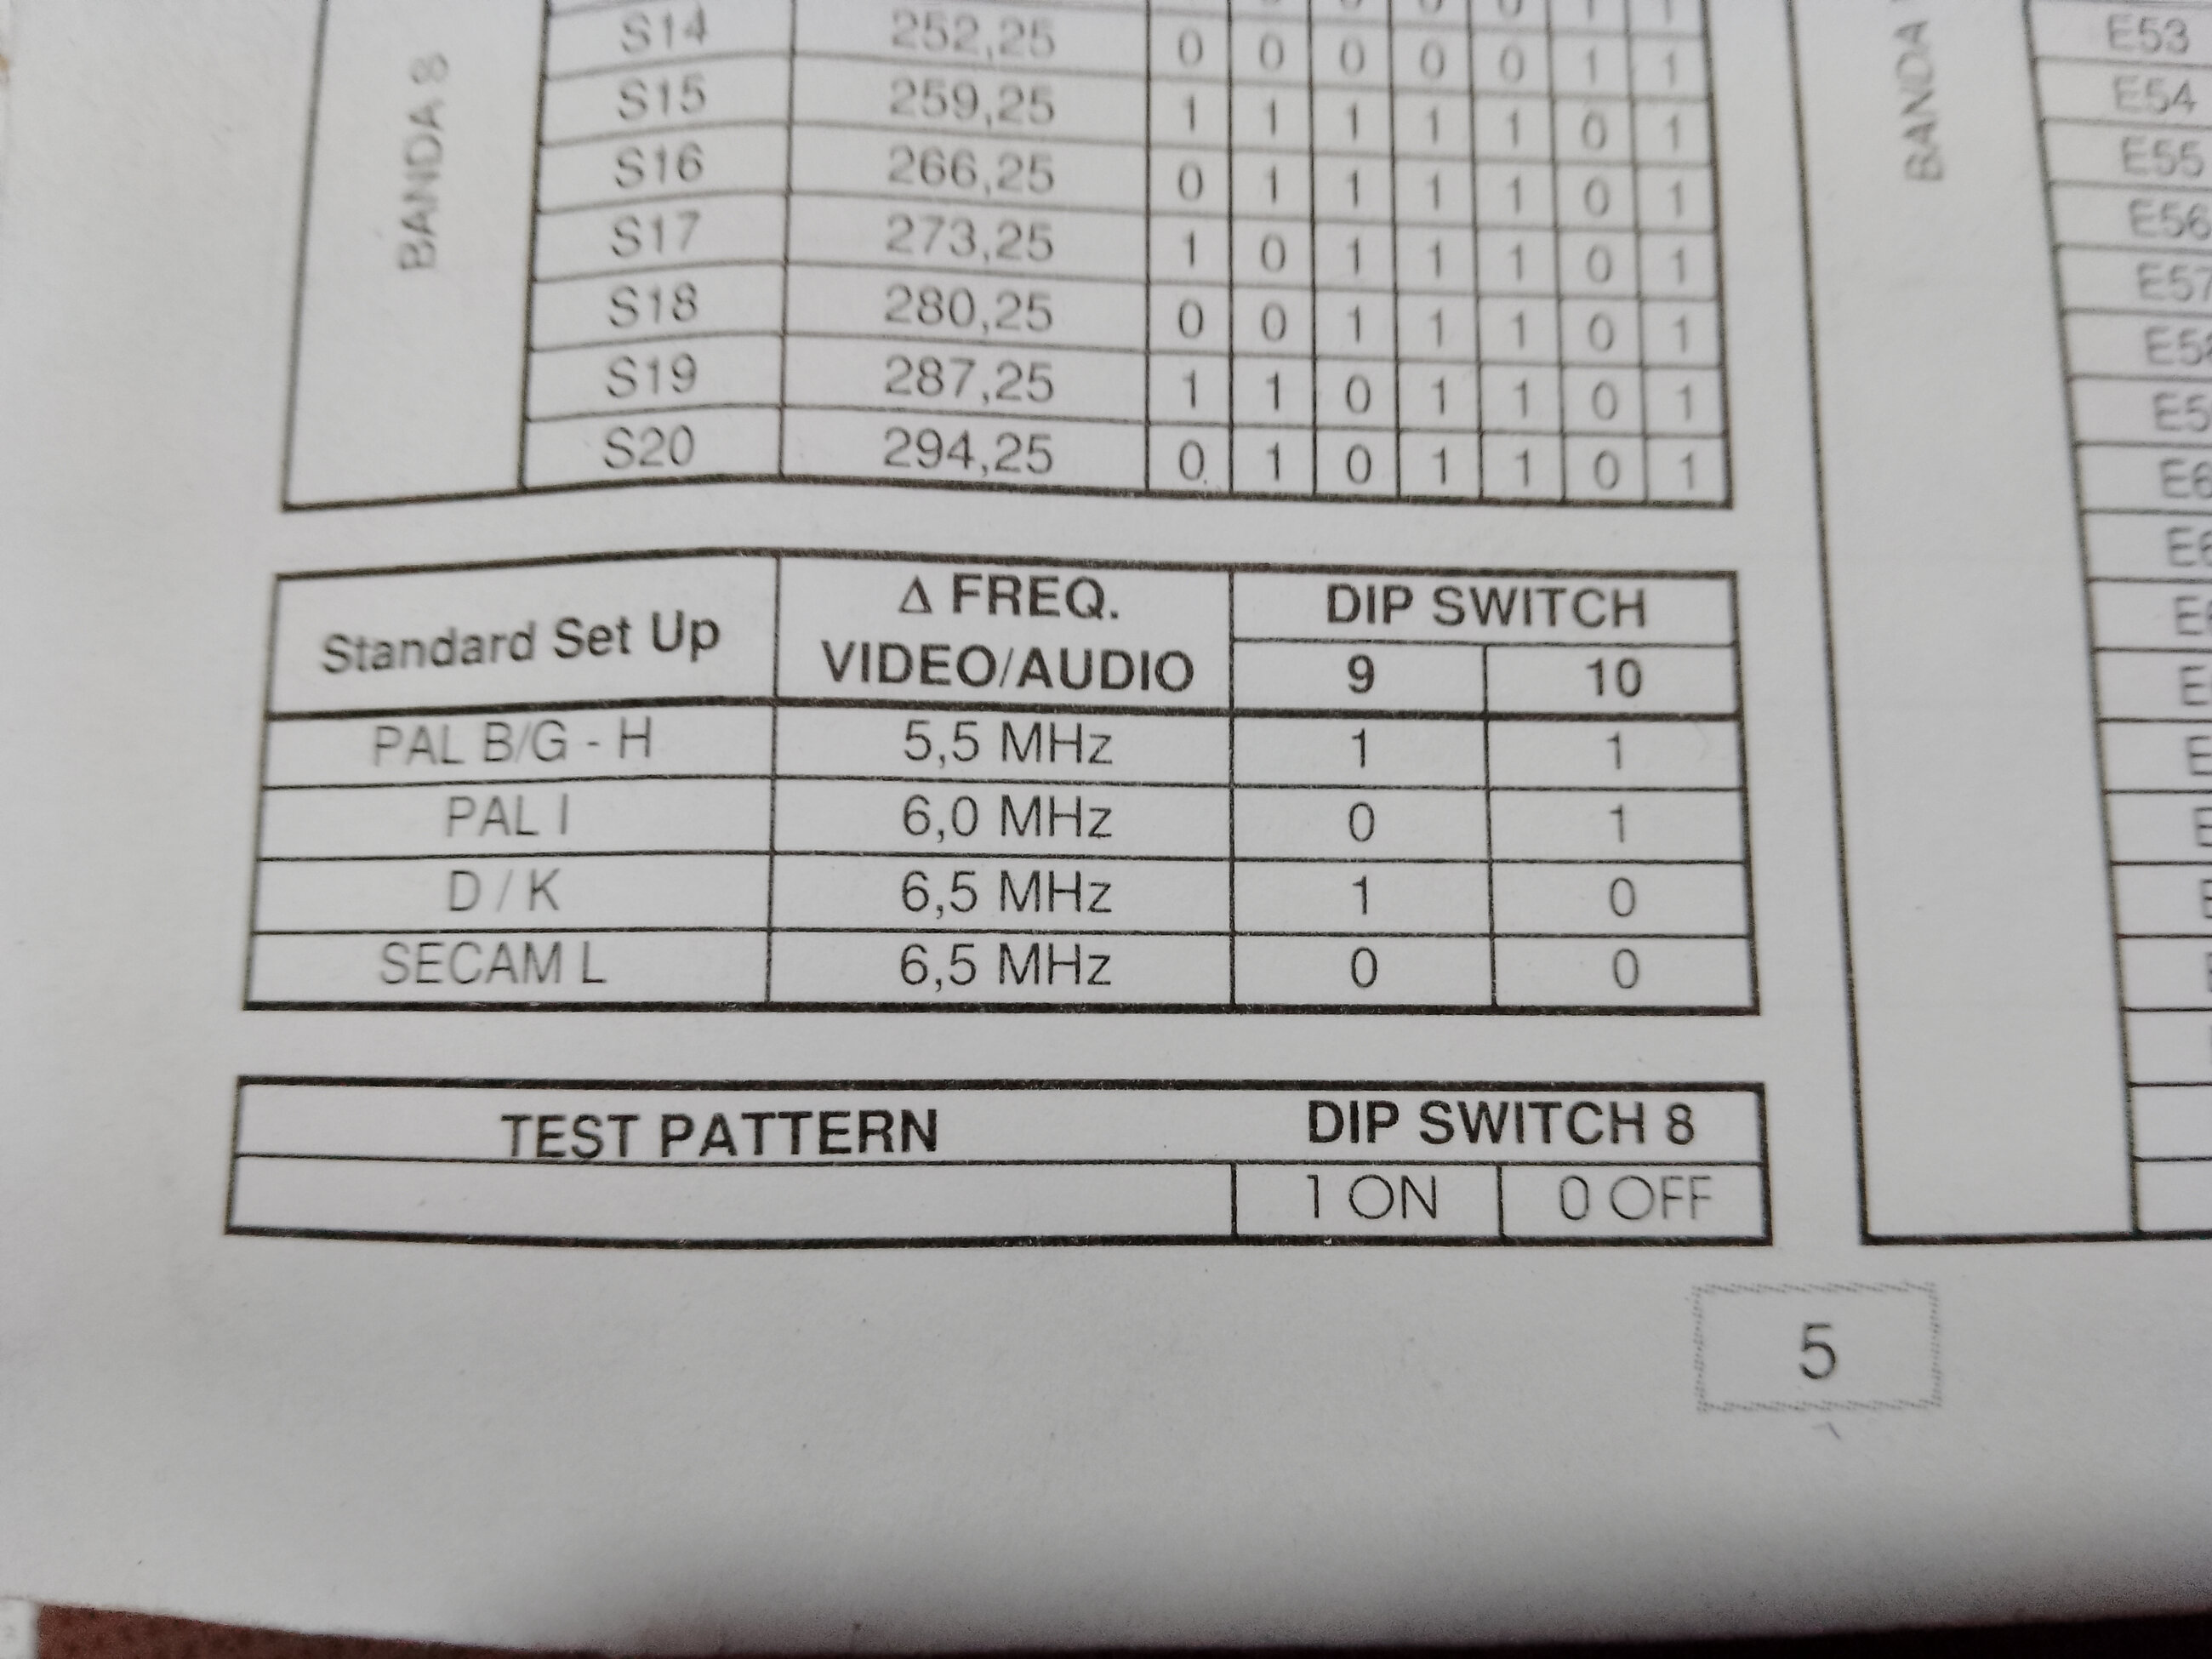 BANDA 8
S14 252,25 0 0 0 0 0 1 1
S15 259,25 1 1 1 1 1 0 1
S16 266,25 0 1 1 1 1 0 1
S17 273,25 1 0 1 1 1 0 1
S18 280,25 0 0 1 1 1 0 1
S19 287,25 1 1 0 1 1 0 1
S20 294,25 0 1 0 1 1 0 1
Standard Set Up
Δ FREQ.
VIDEO/AUDIO
DIP SWITCH
9 10
PAL B/G - H 5,5 MHz 1 1
PAL I 6,0 MHz 0 1
D / K 6,5 MHz 1 0
SECAM L 6,5 MHz 0 0
TEST PATTERN DIP SWITCH 8
1 ON 0 OFF
BANDA
E53
E54
E55
E56
E57
5